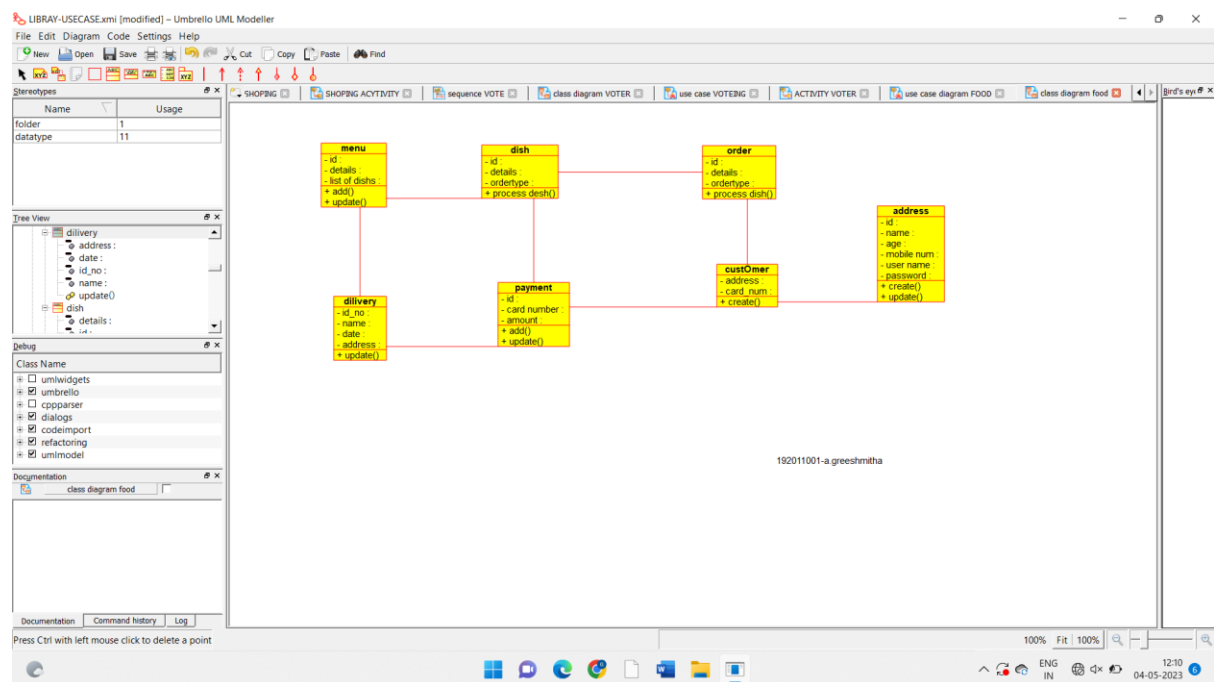 LIBRAY-USECASE.xmi [modified] – Umbrello UML Modeller
File Edit Diagram Code Settings Help
New Open Save Cut Copy Paste Find
Stereotypes
Name Usage
folder 1
datatype 11
Tree View
dilivery
address :
date :
id_no :
name :
update()
dish
details :
id :
Debug
Class Name
umlwidgets
umbrello
cppparser
dialogs
codeimport
refactoring
umlmodel
Documentation
class diagram food
Documentation Command history Log
Press Ctrl with left mouse click to delete a point
SHOPING SHOPING ACYTIVITY sequence VOTE class diagram VOTER use case VOTEING ACTIVITY VOTER use case diagram FOOD class diagram food
Bird's eye
menu
- id :
- details :
- list of dishs :
+ add()
+ update()
dish
- id :
- details :
- ordertype :
+ process desh()
order
- id :
- details :
- ordertype :
+ process dish()
address
- id :
- name :
- age :
- mobile num :
- user name :
- password :
+ create()
+ update()
custOmer
- address :
- card_num :
+ create()
payment
- id :
- card number :
- amount :
+ add()
+ update()
dilivery
- id_no :
- name :
- date :
- address :
+ update()
192011001-a.greeshmitha
100% Fit 100%
ENG
IN
12:10
04-05-2023
6